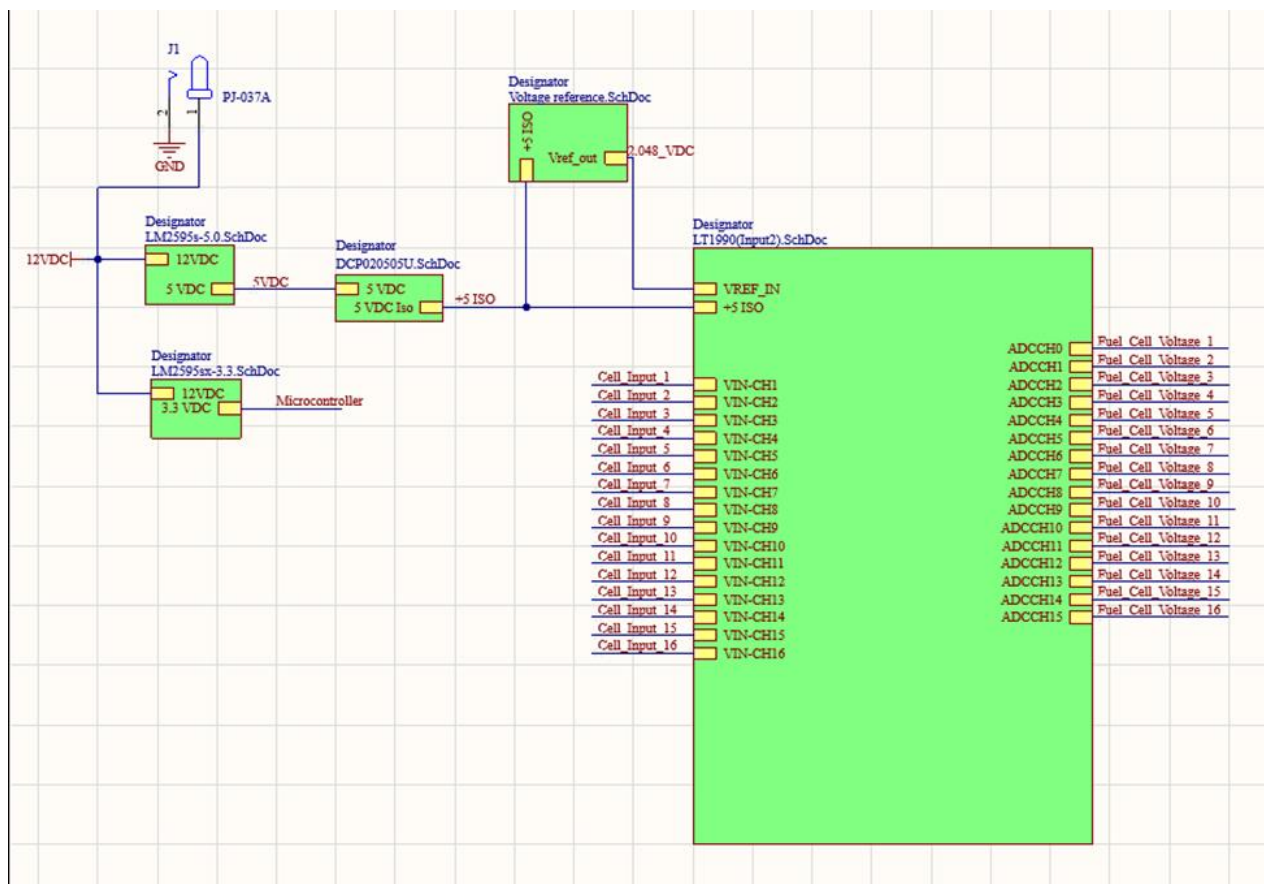 J1
PJ-037A
2
1
GND
Designator
Voltage reference.SchDoc
+5 ISO
Vref_out
2.048_VDC
Designator
LM2595s-5.0.SchDoc
12VDC
12VDC
5 VDC
5VDC
Designator
DCP020505U.SchDoc
5 VDC
5 VDC Iso
+5 ISO
Designator
LM2595sx-3.3.SchDoc
12VDC
3.3 VDC
Microcontroller
Designator
LT1990(Input2).SchDoc
VREF_IN
+5 ISO
Cell_Input_1
Cell_Input_2
Cell_Input_3
Cell_Input_4
Cell_Input_5
Cell_Input_6
Cell_Input_7
Cell_Input_8
Cell_Input_9
Cell_Input_10
Cell_Input_11
Cell_Input_12
Cell_Input_13
Cell_Input_14
Cell_Input_15
Cell_Input_16
VIN-CH1
VIN-CH2
VIN-CH3
VIN-CH4
VIN-CH5
VIN-CH6
VIN-CH7
VIN-CH8
VIN-CH9
VIN-CH10
VIN-CH11
VIN-CH12
VIN-CH13
VIN-CH14
VIN-CH15
VIN-CH16
ADCCH0
ADCCH1
ADCCH2
ADCCH3
ADCCH4
ADCCH5
ADCCH6
ADCCH7
ADCCH8
ADCCH9
ADCCH10
ADCCH11
ADCCH12
ADCCH13
ADCCH14
ADCCH15
Fuel_Cell_Voltage_1
Fuel_Cell_Voltage_2
Fuel_Cell_Voltage_3
Fuel_Cell_Voltage_4
Fuel_Cell_Voltage_5
Fuel_Cell_Voltage_6
Fuel_Cell_Voltage_7
Fuel_Cell_Voltage_8
Fuel_Cell_Voltage_9
Fuel_Cell_Voltage_10
Fuel_Cell_Voltage_11
Fuel_Cell_Voltage_12
Fuel_Cell_Voltage_13
Fuel_Cell_Voltage_14
Fuel_Cell_Voltage_15
Fuel_Cell_Voltage_16